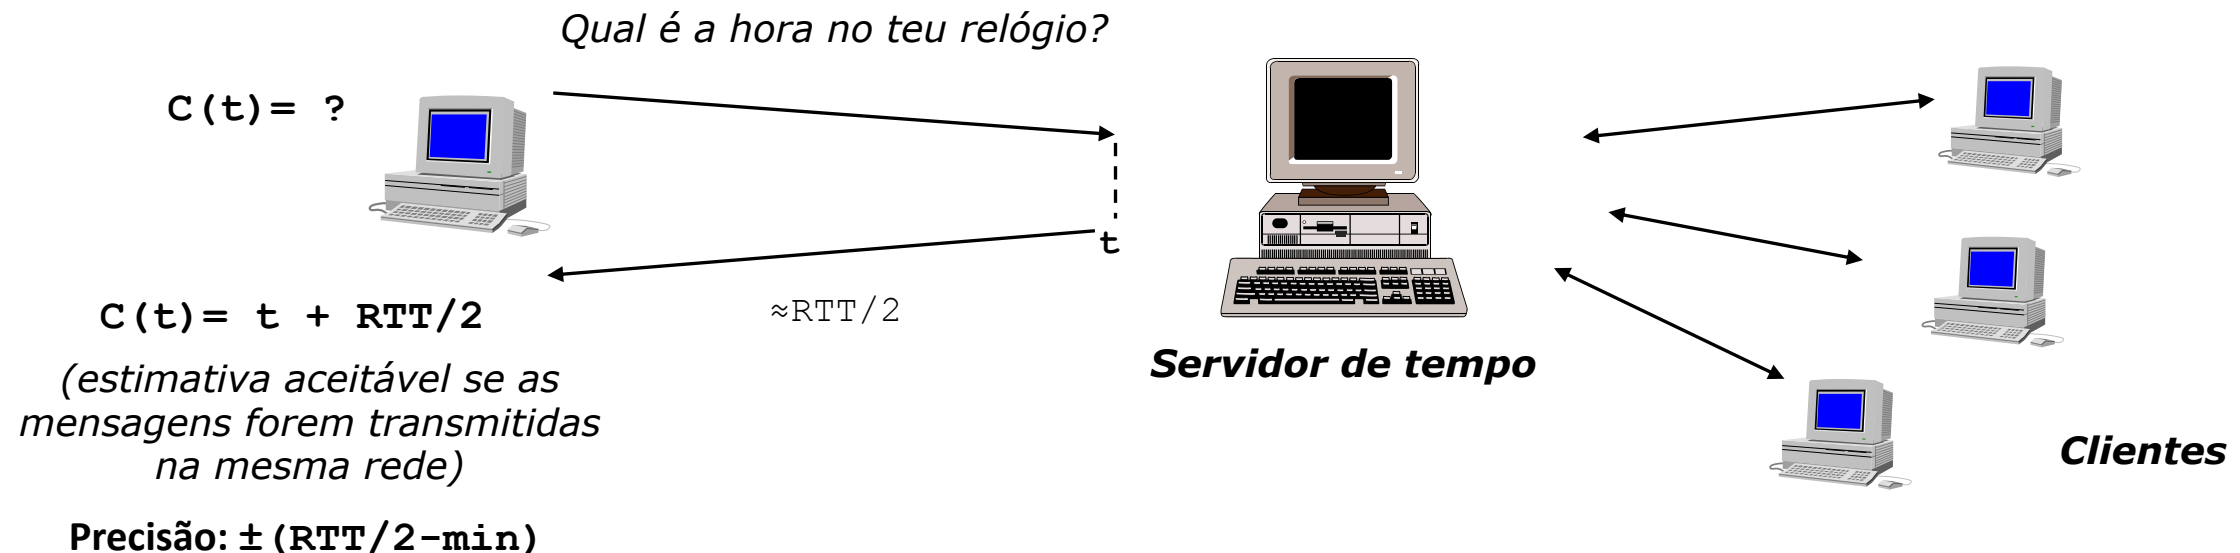 Qual é a hora no teu relógio?
C(t)= ?
t
C(t)= t + RTT/2
≈RTT/2
(estimativa aceitável se as
mensagens forem transmitidas
na mesma rede)
Precisão: ±(RTT/2-min)
Servidor de tempo
Clientes